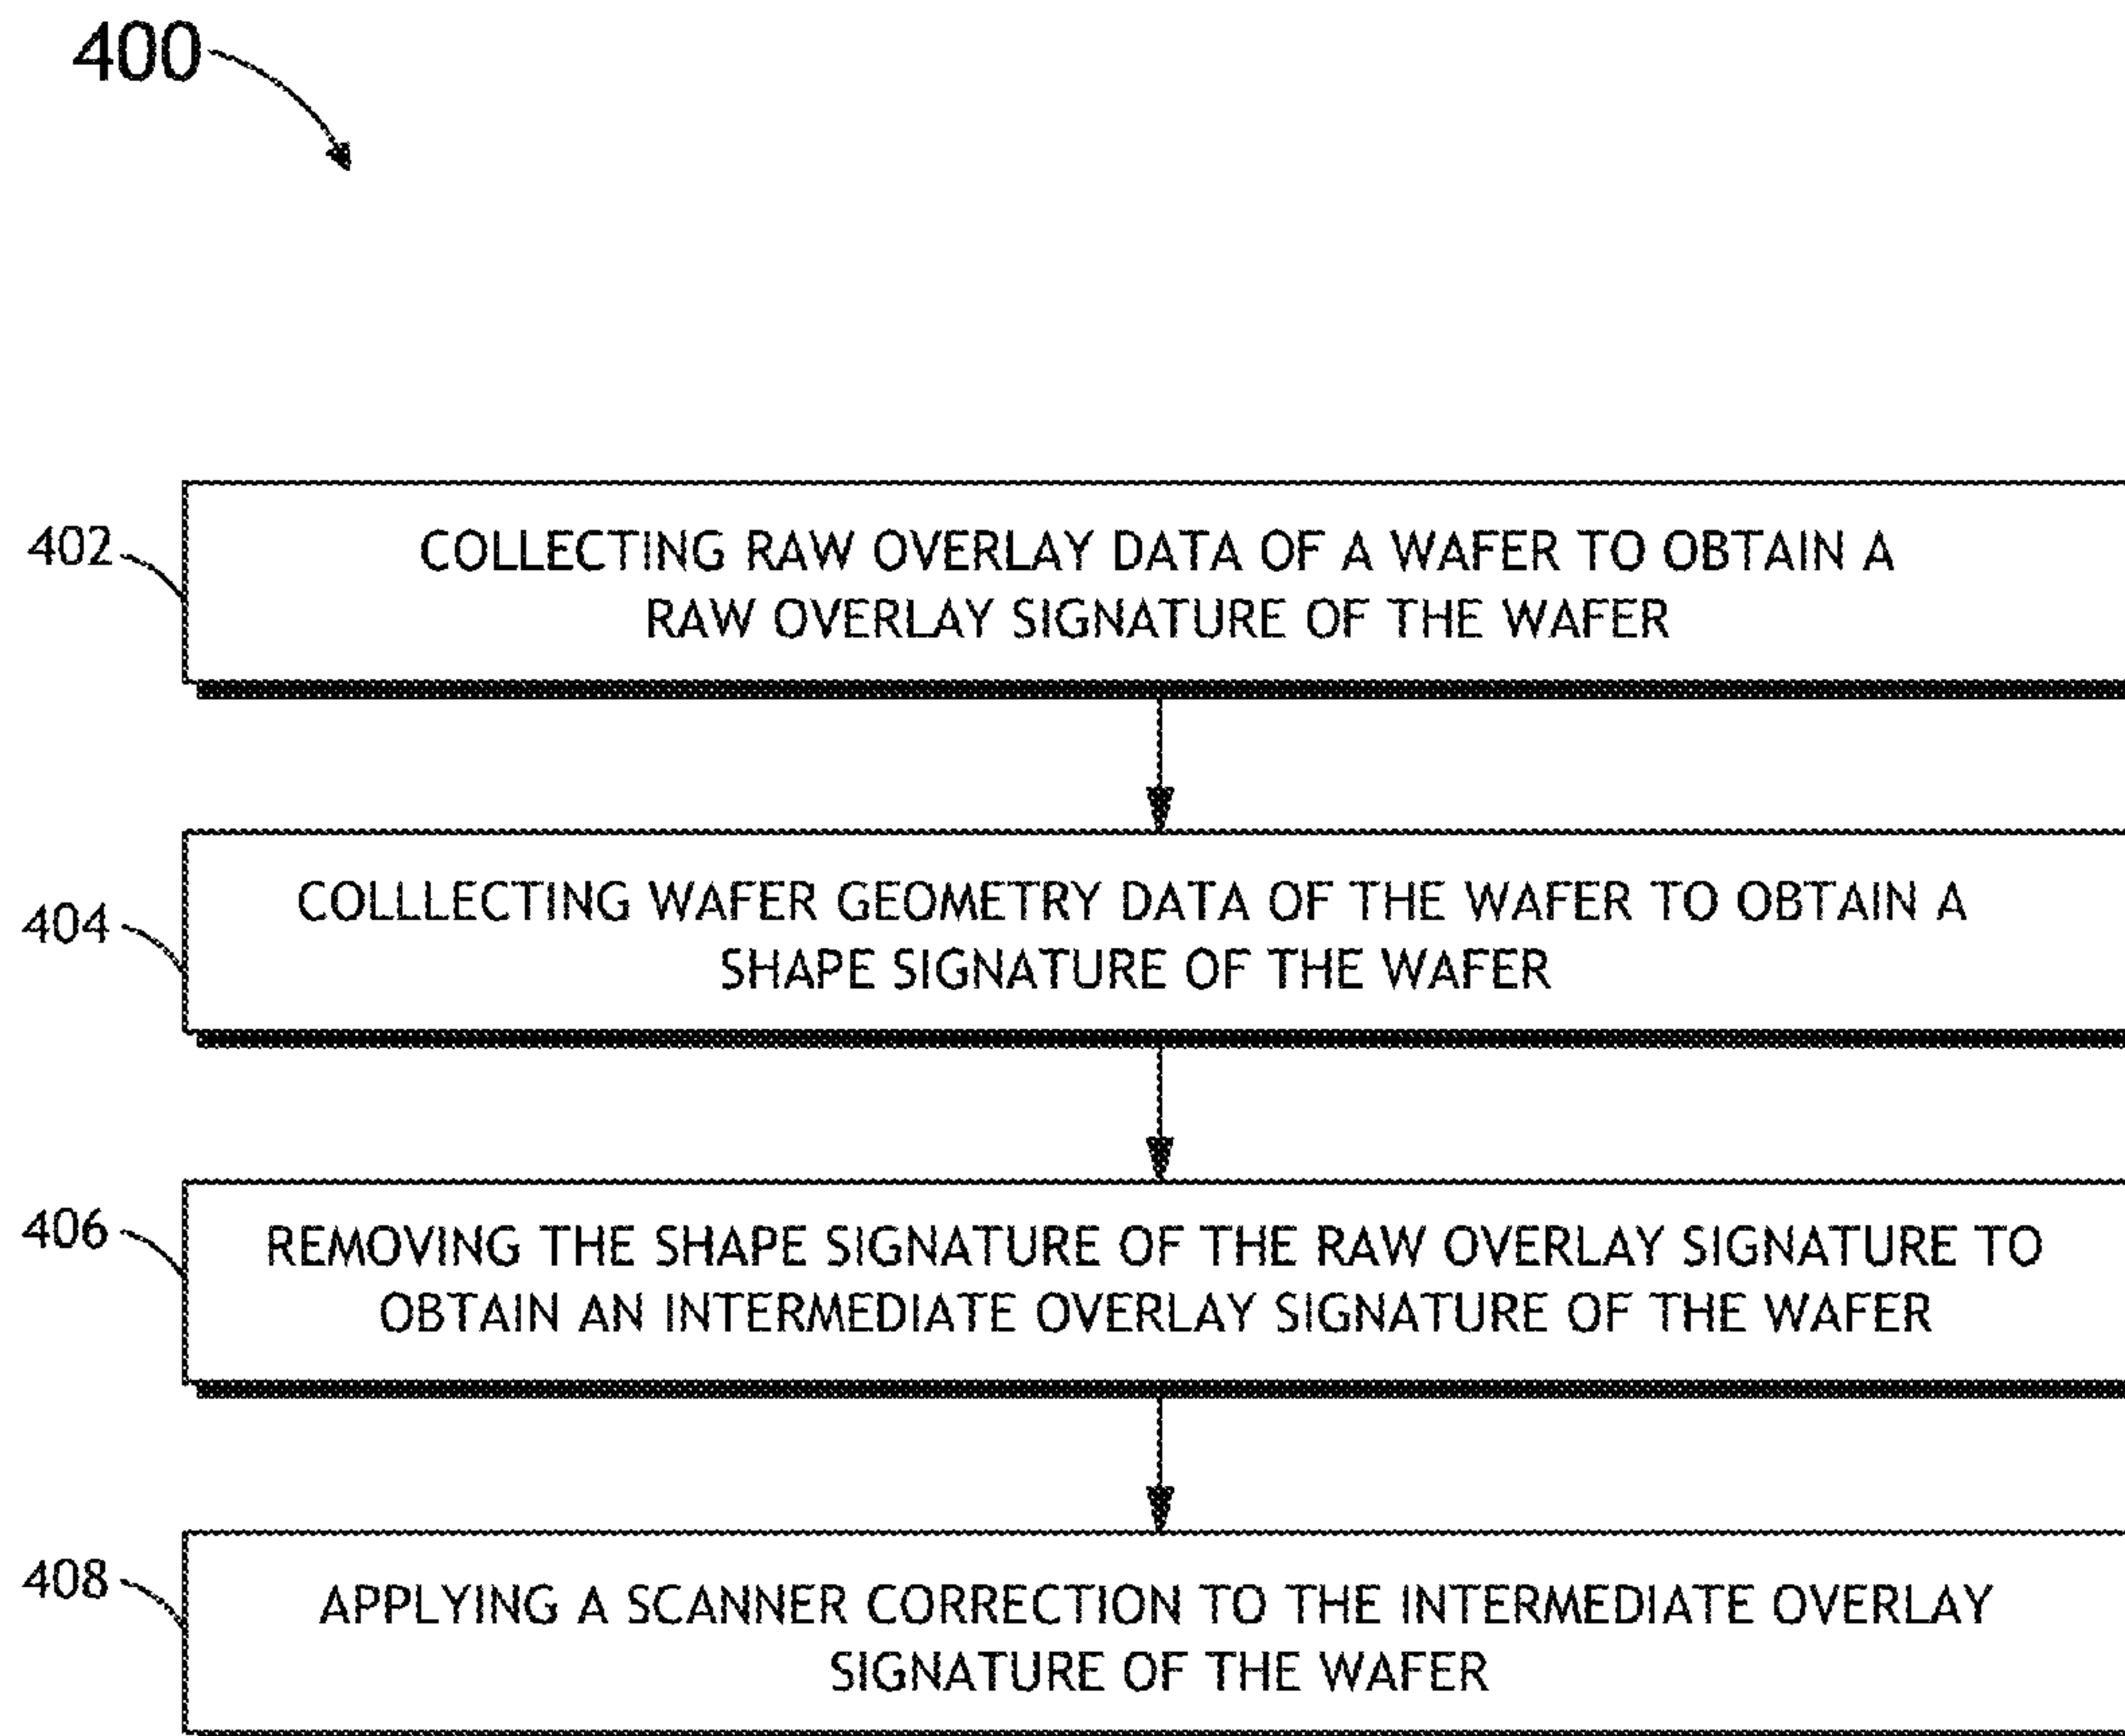 400
402
COLLECTING RAW OVERLAY DATA OF A WAFER TO OBTAIN A
RAW OVERLAY SIGNATURE OF THE WAFER
404
COLLLECTING WAFER GEOMETRY DATA OF THE WAFER TO OBTAIN A
SHAPE SIGNATURE OF THE WAFER
406
REMOVING THE SHAPE SIGNATURE OF THE RAW OVERLAY SIGNATURE TO
OBTAIN AN INTERMEDIATE OVERLAY SIGNATURE OF THE WAFER
408
APPLYING A SCANNER CORRECTION TO THE INTERMEDIATE OVERLAY
SIGNATURE OF THE WAFER